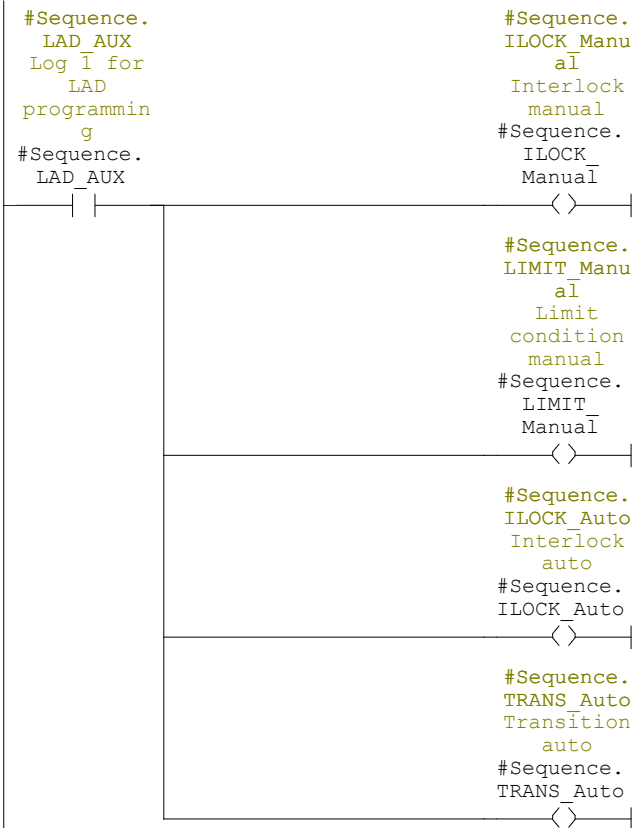 #Sequence.
LAD_AUX
Log 1 for
LAD
programmin
g
#Sequence.
LAD_AUX
#Sequence.
ILOCK_Manu
al
Interlock
manual
#Sequence.
ILOCK_
Manual
#Sequence.
LIMIT_Manu
al
Limit
condition
manual
#Sequence.
LIMIT_
Manual
#Sequence.
ILOCK_Auto
Interlock
auto
#Sequence.
ILOCK_Auto
#Sequence.
TRANS_Auto
Transition
auto
#Sequence.
TRANS_Auto